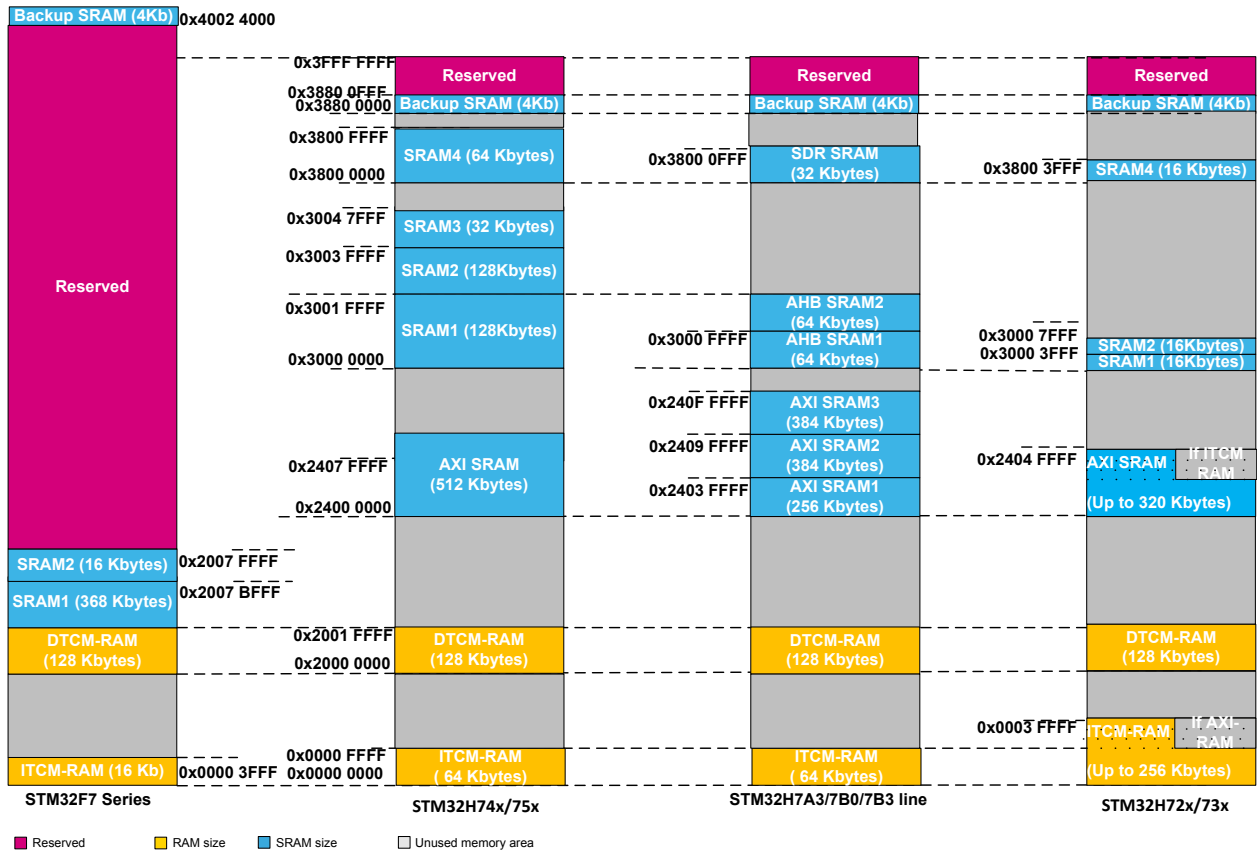 Backup SRAM (4Kb)
0x4002 4000
Reserved
SRAM2 (16 Kbytes)
0x2007 FFFF
SRAM1 (368 Kbytes)
0x2007 BFFF
DTCM-RAM
(128 Kbytes)
ITCM-RAM (16 Kb)
0x0000 3FFF
STM32F7 Series
0x3FFF FFFF
0x3880 0FFF
0x3880 0000
0x3800 FFFF
0x3800 0000
0x3004 7FFF
0x3003 FFFF
0x3001 FFFF
0x3000 0000
0x2407 FFFF
0x2400 0000
0x2001 FFFF
0x2000 0000
0x0000 FFFF
0x0000 0000
Reserved
Backup SRAM (4Kb)
SRAM4 (64 Kbytes)
SRAM3 (32 Kbytes)
SRAM2 (128Kbytes)
SRAM1 (128Kbytes)
AXI SRAM
(512 Kbytes)
DTCM-RAM
(128 Kbytes)
ITCM-RAM
( 64 Kbytes)
STM32H74x/75x
0x3800 0FFF
0x3000 FFFF
0x240F FFFF
0x2409 FFFF
0x2403 FFFF
Reserved
Backup SRAM (4Kb)
SDR SRAM
(32 Kbytes)
AHB SRAM2
(64 Kbytes)
AHB SRAM1
(64 Kbytes)
AXI SRAM3
(384 Kbytes)
AXI SRAM2
(384 Kbytes)
AXI SRAM1
(256 Kbytes)
DTCM-RAM
(128 Kbytes)
ITCM-RAM
( 64 Kbytes)
STM32H7A3/7B0/7B3 line
0x3800 3FFF
0x3000 7FFF
0x3000 3FFF
0x2404 FFFF
0x0003 FFFF
Reserved
Backup SRAM (4Kb)
SRAM4 (16 Kbytes)
SRAM2 (16Kbytes)
SRAM1 (16Kbytes)
AXI SRAM
If ITCM
RAM
(Up to 320 Kbytes)
DTCM-RAM
(128 Kbytes)
ITCM-RAM
If AXI-
RAM
(Up to 256 Kbytes)
STM32H72x/73x
Reserved
RAM size
SRAM size
Unused memory area